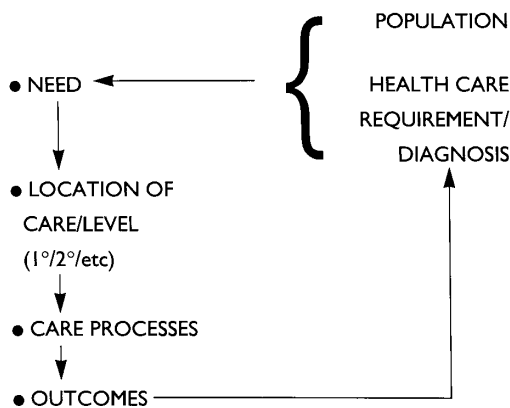 POPULATION
HEALTH CARE
REQUIREMENT/
DIAGNOSIS
• NEED
• LOCATION OF
CARE/LEVEL
(1°/2°/etc)
• CARE PROCESSES
• OUTCOMES